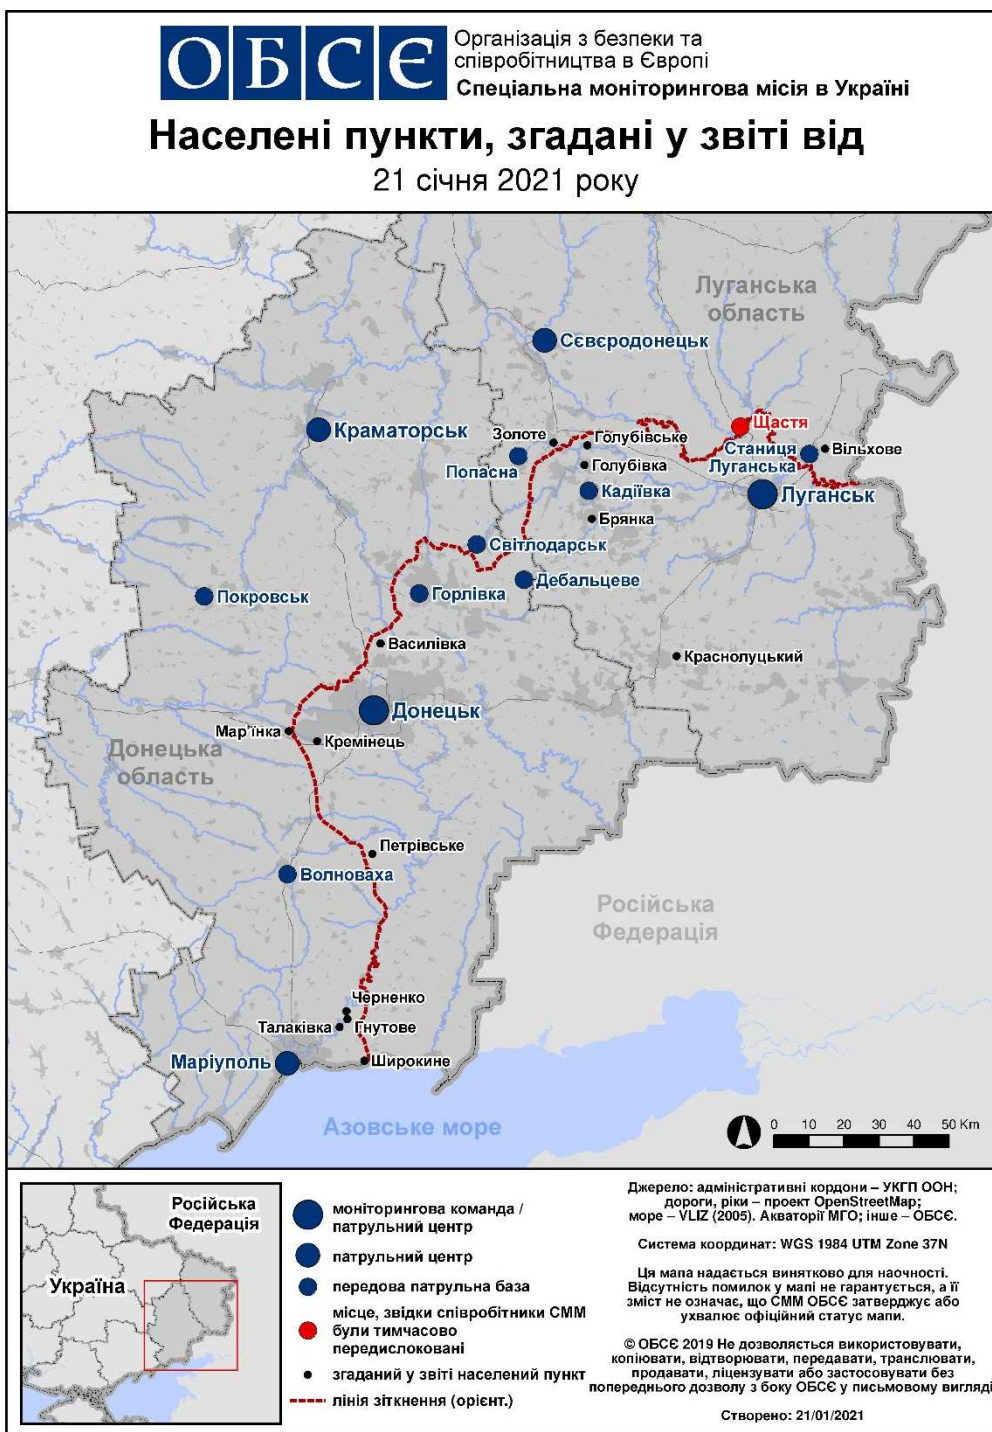 ОБСЄ
Організація з безпеки та
співробітництва в Європі
Спеціальна моніторингова місія в Україні
Населені пункти, згадані у звіті від
21 січня 2021 року
Луганська
область
Сєвєродонецьк
Щастя
Краматорськ
Золоте
Голубівське
Станиця
Луганська
Вільхове
Попасна
Голубівка
Кадіївка
Луганськ
Брянка
Світлодарськ
Дебальцеве
Покровськ
Горлівка
Василівка
Краснолуцький
Донецьк
Мар'їнка
Кремінець
Донецька
область
Петрівське
Волноваха
Російська
Федерація
Черненко
Талаківка
Гнутове
Маріуполь
Широкине
Азовське море
0 10 20 30 40 50 Km
Російська
Федерація
Україна
моніторингова команда /
патрульний центр
патрульний центр
передова патрульна база
місце, звідки співробітники СММ
були тимчасово
передислоковані
згаданий у звіті населений пункт
лінія зіткнення (орієнт.)
Джерело: адміністративні кордони – УКГП ООН;
дороги, ріки – проект OpenStreetMap;
море – VLIZ (2005). Акваторії МГО; інше – ОБСЄ.
Система координат: WGS 1984 UTM Zone 37N
Ця мапа надається винятково для наочності.
Відсутність помилок у мапі не гарантується, а її
зміст не означає, що СММ ОБСЄ затверджує або
ухвалює офіційний статус мапи.
© ОБСЄ 2019 Не дозволяється використовувати,
копіювати, відтворювати, передавати, транслювати,
продавати, ліцензувати або застосовувати без
попереднього дозволу з боку ОБСЄ у письмовому вигляді
Створено: 21/01/2021